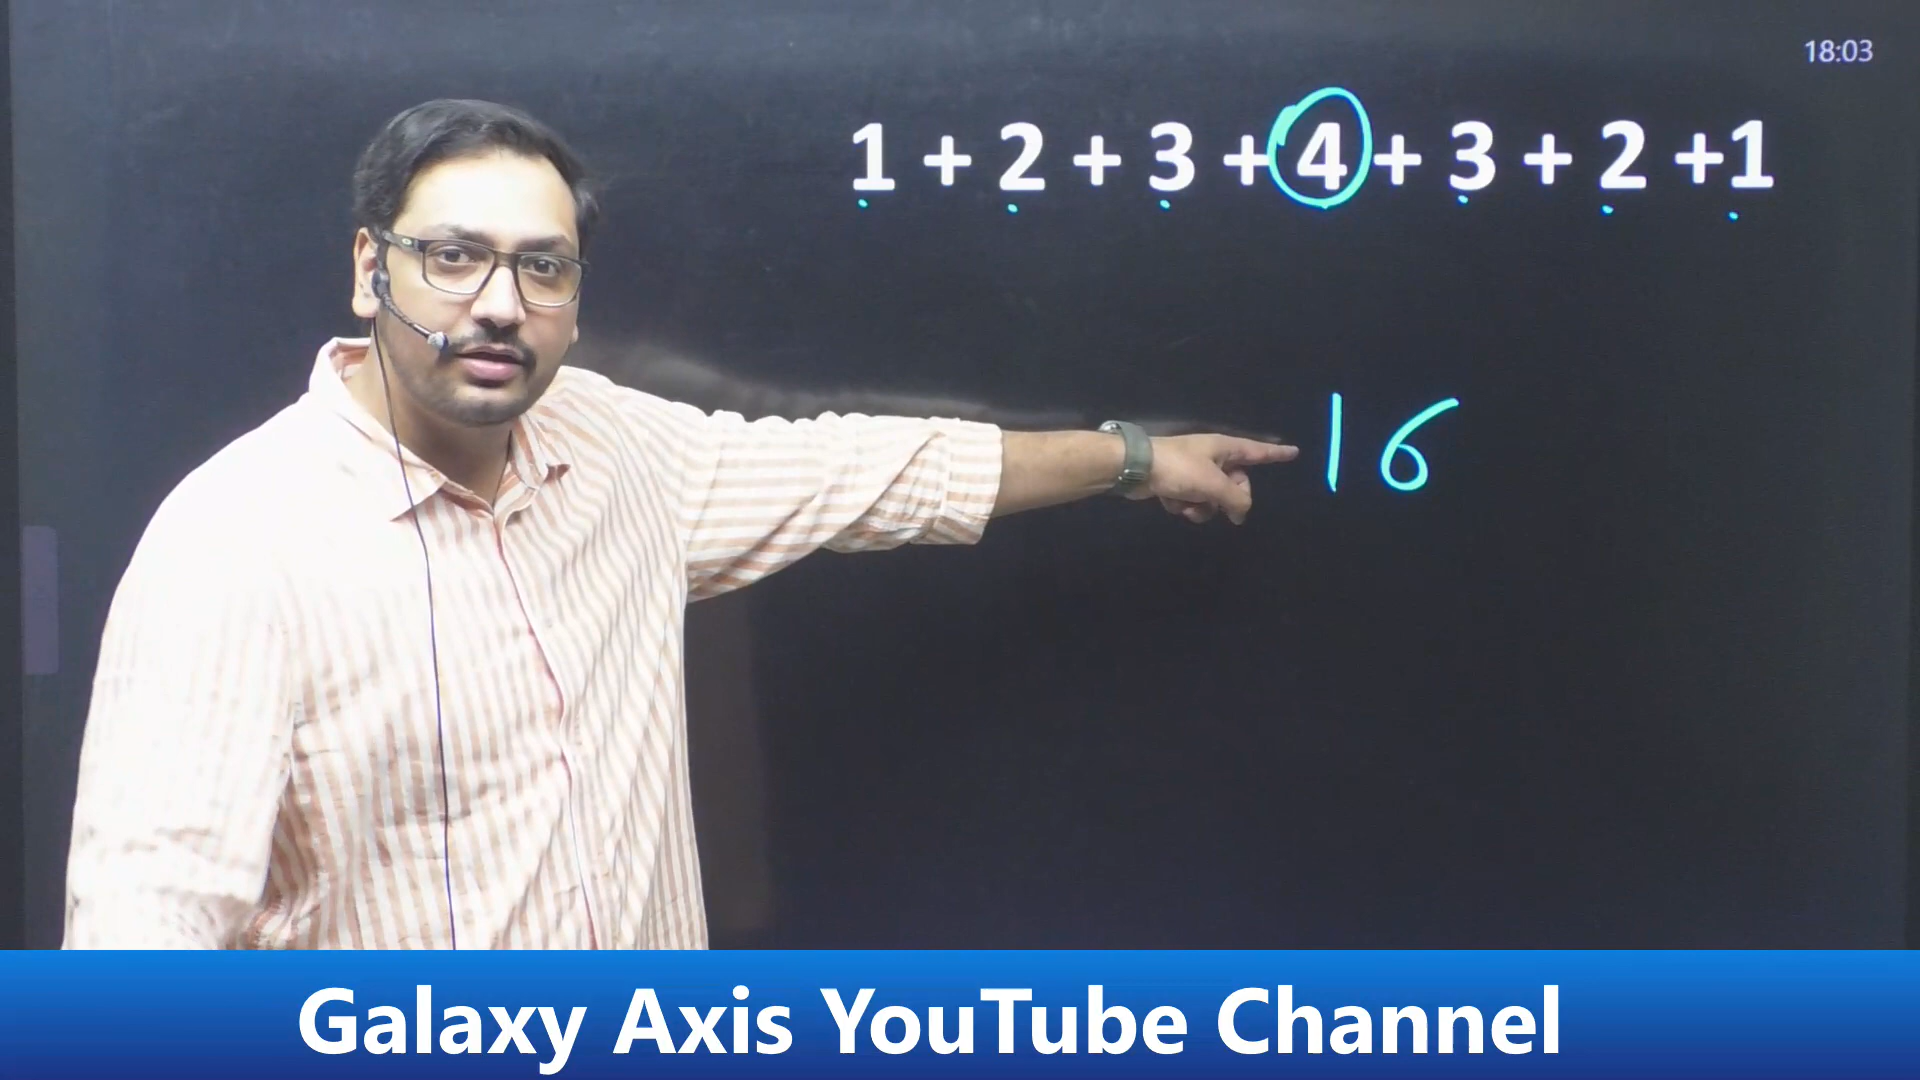 18:03
1 + 2 + 3 + 4 + 3 + 2 +1
16
Galaxy Axis YouTube Channel